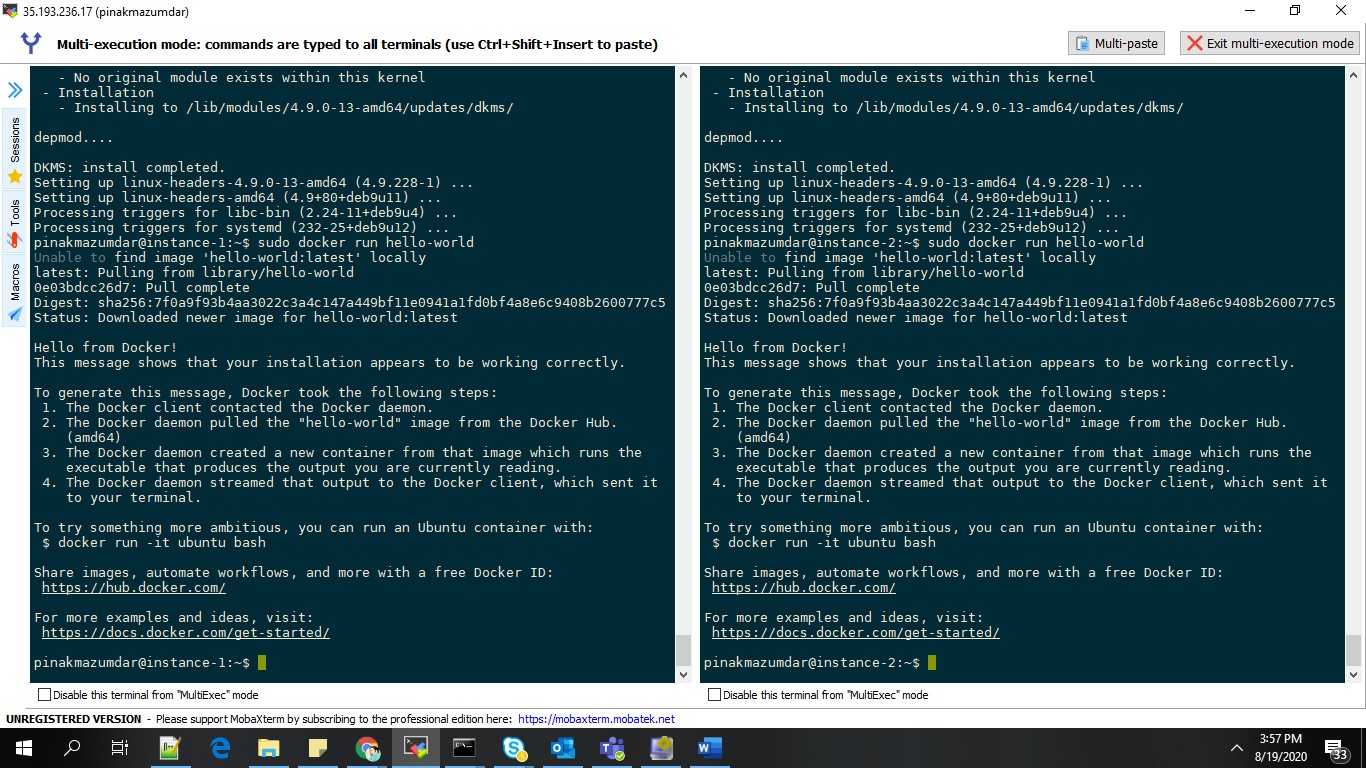 35.193.236.17 (pinakmazumdar)
Multi-execution mode: commands are typed to all terminals (use Ctrl+Shift+Insert to paste)
Multi-paste
Exit multi-execution mode
Sessions
Tools
Macros
- No original module exists within this kernel
- Installation
- Installing to /lib/modules/4.9.0-13-amd64/updates/dkms/
depmod....
DKMS: install completed.
Setting up linux-headers-4.9.0-13-amd64 (4.9.228-1) ...
Setting up linux-headers-amd64 (4.9+80+deb9u11) ...
Processing triggers for libc-bin (2.24-11+deb9u4) ...
Processing triggers for systemd (232-25+deb9u12) ...
pinakmazumdar@instance-1:~$ sudo docker run hello-world
Unable to find image 'hello-world:latest' locally
latest: Pulling from library/hello-world
0e03bdcc26d7: Pull complete
Digest: sha256:7f0a9f93b4aa3022c3a4c147a449bf11e0941a1fd0bf4a8e6c9408b2600777c5
Status: Downloaded newer image for hello-world:latest
Hello from Docker!
This message shows that your installation appears to be working correctly.
To generate this message, Docker took the following steps:
1. The Docker client contacted the Docker daemon.
2. The Docker daemon pulled the "hello-world" image from the Docker Hub.
(amd64)
3. The Docker daemon created a new container from that image which runs the
executable that produces the output you are currently reading.
4. The Docker daemon streamed that output to the Docker client, which sent it
to your terminal.
To try something more ambitious, you can run an Ubuntu container with:
$ docker run -it ubuntu bash
Share images, automate workflows, and more with a free Docker ID:
https://hub.docker.com/
For more examples and ideas, visit:
https://docs.docker.com/get-started/
pinakmazumdar@instance-1:~$
Disable this terminal from "MultiExec" mode
- No original module exists within this kernel
- Installation
- Installing to /lib/modules/4.9.0-13-amd64/updates/dkms/
depmod....
DKMS: install completed.
Setting up linux-headers-4.9.0-13-amd64 (4.9.228-1) ...
Setting up linux-headers-amd64 (4.9+80+deb9u11) ...
Processing triggers for libc-bin (2.24-11+deb9u4) ...
Processing triggers for systemd (232-25+deb9u12) ...
pinakmazumdar@instance-2:~$ sudo docker run hello-world
Unable to find image 'hello-world:latest' locally
latest: Pulling from library/hello-world
0e03bdcc26d7: Pull complete
Digest: sha256:7f0a9f93b4aa3022c3a4c147a449bf11e0941a1fd0bf4a8e6c9408b2600777c5
Status: Downloaded newer image for hello-world:latest
Hello from Docker!
This message shows that your installation appears to be working correctly.
To generate this message, Docker took the following steps:
1. The Docker client contacted the Docker daemon.
2. The Docker daemon pulled the "hello-world" image from the Docker Hub.
(amd64)
3. The Docker daemon created a new container from that image which runs the
executable that produces the output you are currently reading.
4. The Docker daemon streamed that output to the Docker client, which sent it
to your terminal.
To try something more ambitious, you can run an Ubuntu container with:
$ docker run -it ubuntu bash
Share images, automate workflows, and more with a free Docker ID:
https://hub.docker.com/
For more examples and ideas, visit:
https://docs.docker.com/get-started/
pinakmazumdar@instance-2:~$
Disable this terminal from "MultiExec" mode
UNREGISTERED VERSION - Please support MobaXterm by subscribing to the professional edition here: https://mobaxterm.mobatek.net
3:57 PM
8/19/2020
33